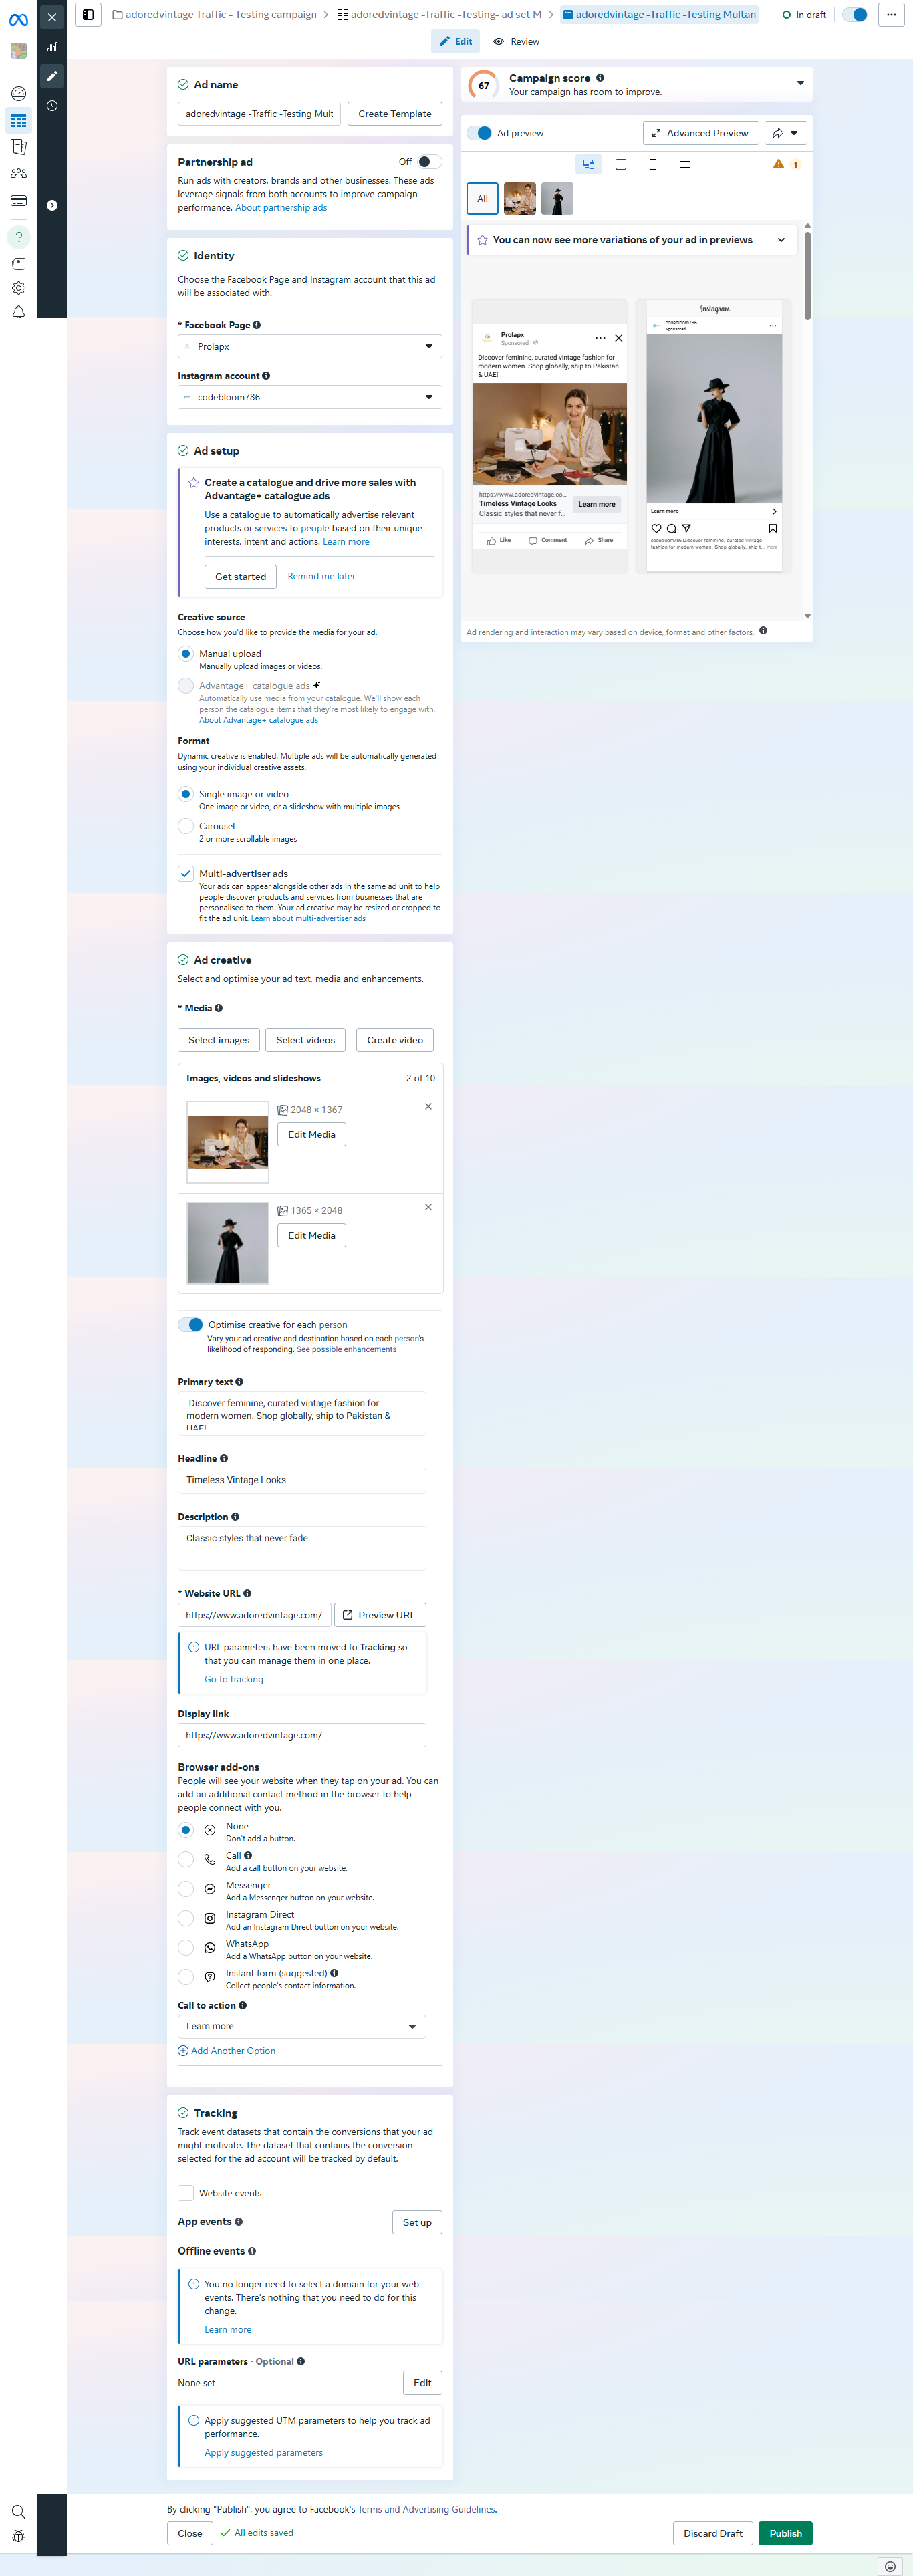 adoredvintage Traffic - Testing campaign
adoredvintage -Traffic -Testing- ad set M
adoredvintage -Traffic -Testing Multan
In draft
Edit
Review
Ad name
adoredvintage -Traffic -Testing Mult
Create Template
Partnership ad
Off
Run ads with creators, brands and other businesses. These ads
leverage signals from both accounts to improve campaign
performance. About partnership ads
Identity
Choose the Facebook Page and Instagram account that this ad
will be associated with.
* Facebook Page
Prolapx
Instagram account
codebloom786
Ad setup
Create a catalogue and drive more sales with
Advantage+ catalogue ads
Use a catalogue to automatically advertise relevant
products or services to people based on their unique
interests, intent and actions. Learn more
Get started
Remind me later
Creative source
Choose how you'd like to provide the media for your ad.
Manual upload
Manually upload images or videos.
Advantage+ catalogue ads
Automatically use media from your catalogue. We'll show each
person the catalogue items that they're most likely to engage with.
About Advantage+ catalogue ads
Format
Dynamic creative is enabled. Multiple ads will be automatically generated
using your individual creative assets.
Single image or video
One image or video, or a slideshow with multiple images
Carousel
2 or more scrollable images
Multi-advertiser ads
Your ads can appear alongside other ads in the same ad unit to help
people discover products and services from businesses that are
personalised to them. Your ad creative may be resized or cropped to
fit the ad unit. Learn about multi-advertiser ads
Ad creative
Select and optimise your ad text, media and enhancements.
* Media
Select images
Select videos
Create video
Images, videos and slideshows
2 of 10
2048 × 1367
Edit Media
1365 × 2048
Edit Media
Optimise creative for each person
Vary your ad creative and destination based on each person's
likelihood of responding. See possible enhancements
Primary text
Discover feminine, curated vintage fashion for
modern women. Shop globally, ship to Pakistan &
UAE!
Headline
Timeless Vintage Looks
Description
Classic styles that never fade.
* Website URL
https://www.adoredvintage.com/
Preview URL
URL parameters have been moved to Tracking so
that you can manage them in one place.
Go to tracking
Display link
https://www.adoredvintage.com/
Browser add-ons
People will see your website when they tap on your ad. You can
add an additional contact method in the browser to help
people connect with you.
None
Don't add a button.
Call
Add a call button on your website.
Messenger
Add a Messenger button on your website.
Instagram Direct
Add an Instagram Direct button on your website.
WhatsApp
Add a WhatsApp button on your website.
Instant form (suggested)
Collect people's contact information.
Call to action
Learn more
Add Another Option
Tracking
Track event datasets that contain the conversions that your ad
might motivate. The dataset that contains the conversion
selected for the ad account will be tracked by default.
Website events
App events
Set up
Offline events
You no longer need to select a domain for your web
events. There's nothing that you need to do for this
change.
Learn more
URL parameters · Optional
None set
Edit
Apply suggested UTM parameters to help you track ad
performance.
Apply suggested parameters
By clicking "Publish", you agree to Facebook's Terms and Advertising Guidelines.
Close
All edits saved
Discard Draft
Publish
67
Campaign score
Your campaign has room to improve.
Ad preview
Advanced Preview
1
All
You can now see more variations of your ad in previews
Prolapx
Sponsored ·
Discover feminine, curated vintage fashion for
modern women. Shop globally, ship to Pakistan
& UAE!
https://www.adoredvintage.co...
Timeless Vintage Looks
Classic styles that never f...
Learn more
Like
Comment
Share
Instagram
codebloom786
Sponsored
Learn more
codebloom786 Discover feminine, curated vintage
fashion for modern women. Shop globally, ship t... more
Ad rendering and interaction may vary based on device, format and other factors.